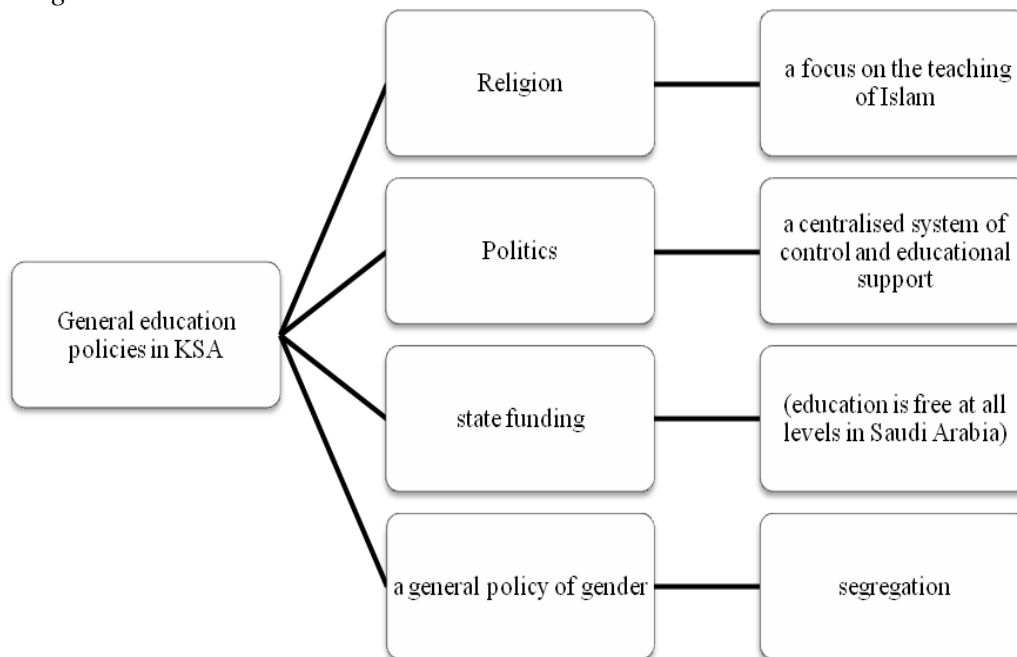 Religion
a focus on the teaching
of Islam
Politics
a centralised system of
control and educational
support
General education
policies in KSA
state funding
(education is free at all
levels in Saudi Arabia)
a general policy of gender
segregation